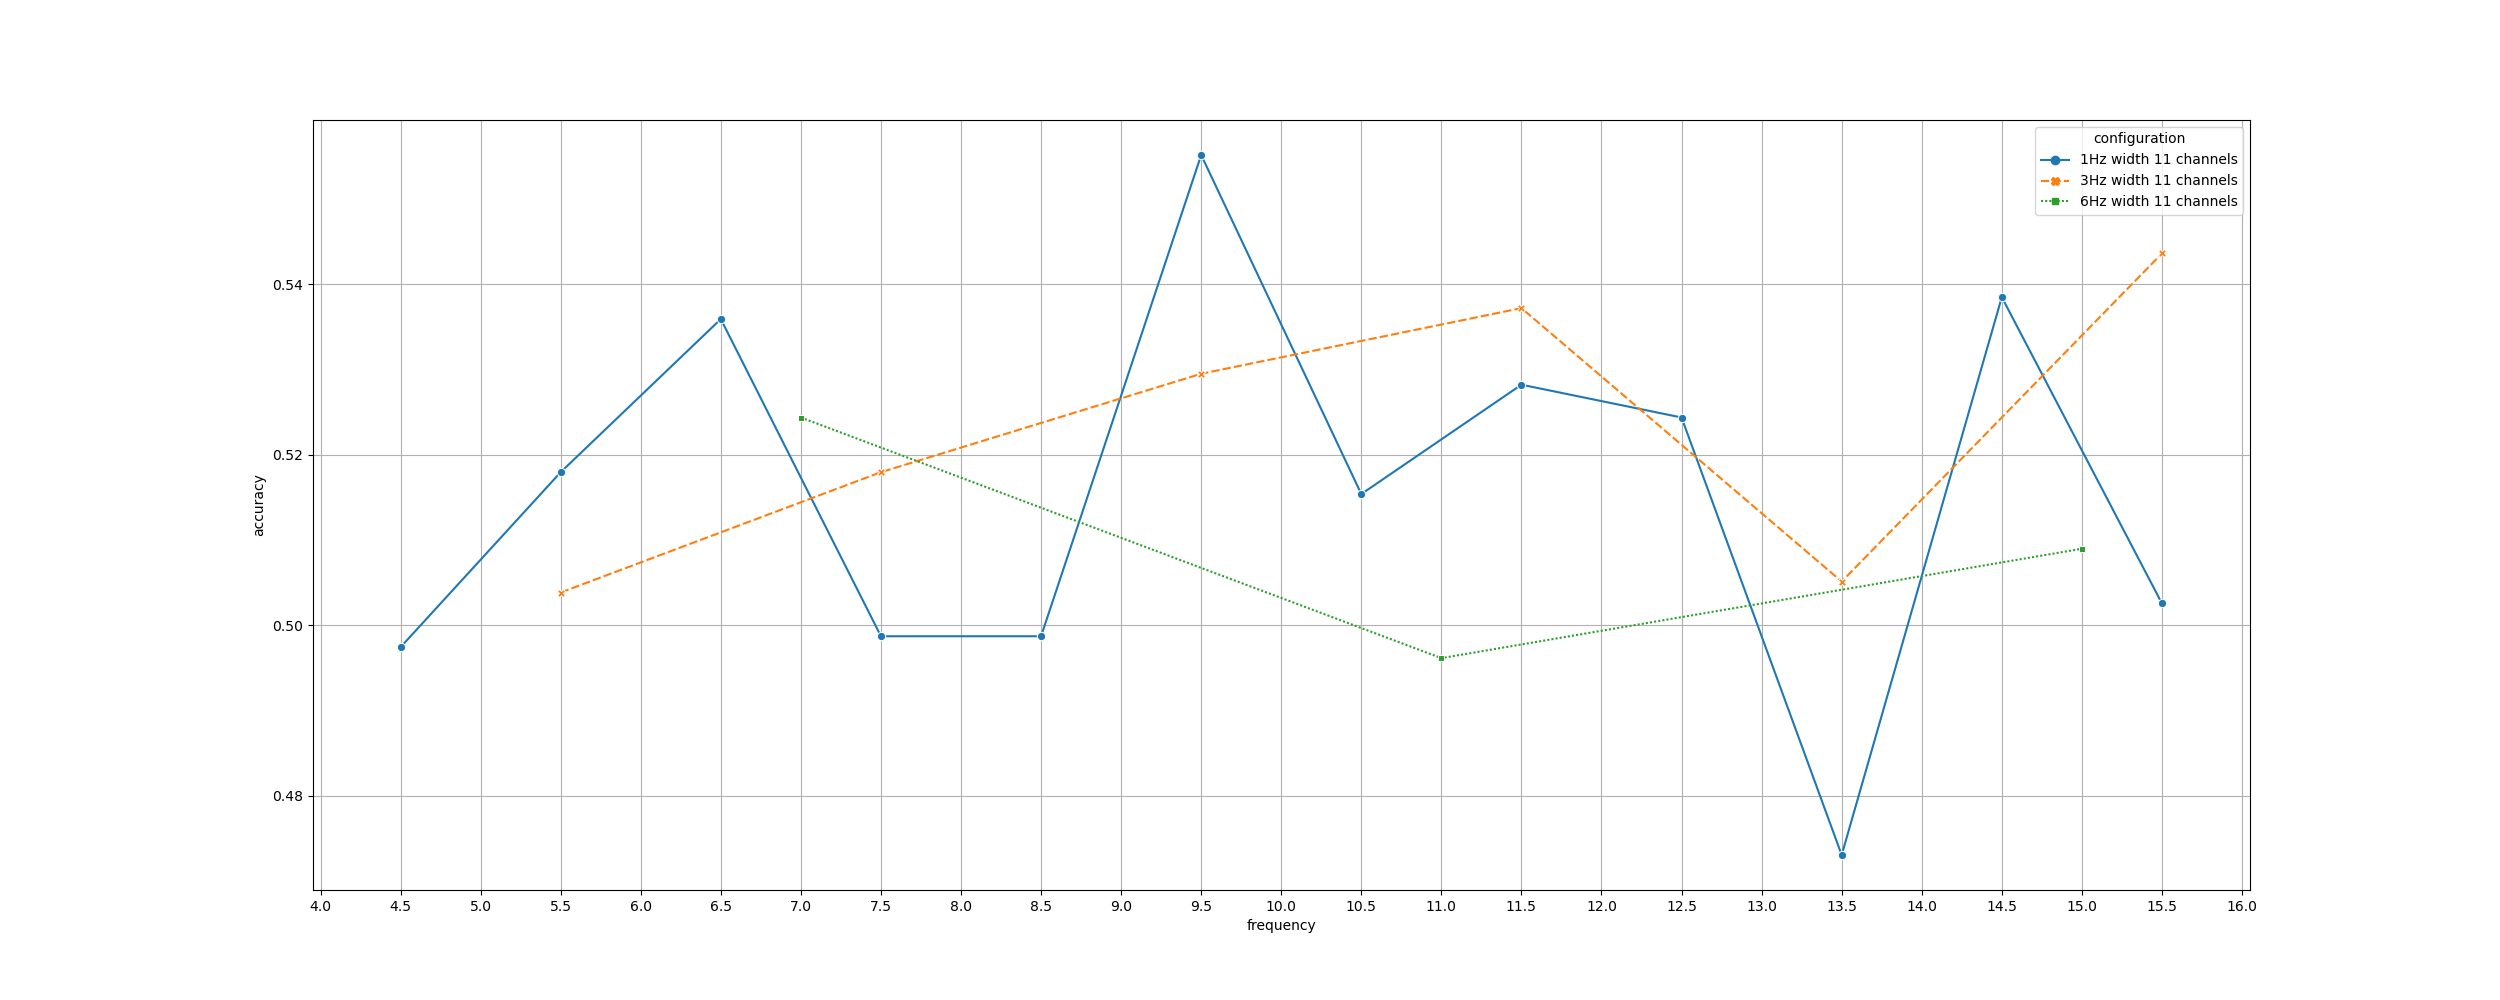 configuration
1Hz width 11 channels
3Hz width 11 channels
6Hz width 11 channels
0.54
0.52
0.50
0.48
accuracy
4.0 4.5 5.0 5.5 6.0 6.5 7.0 7.5 8.0 8.5 9.0 9.5 10.0 10.5 11.0 11.5 12.0 12.5 13.0 13.5 14.0 14.5 15.0 15.5 16.0
frequency